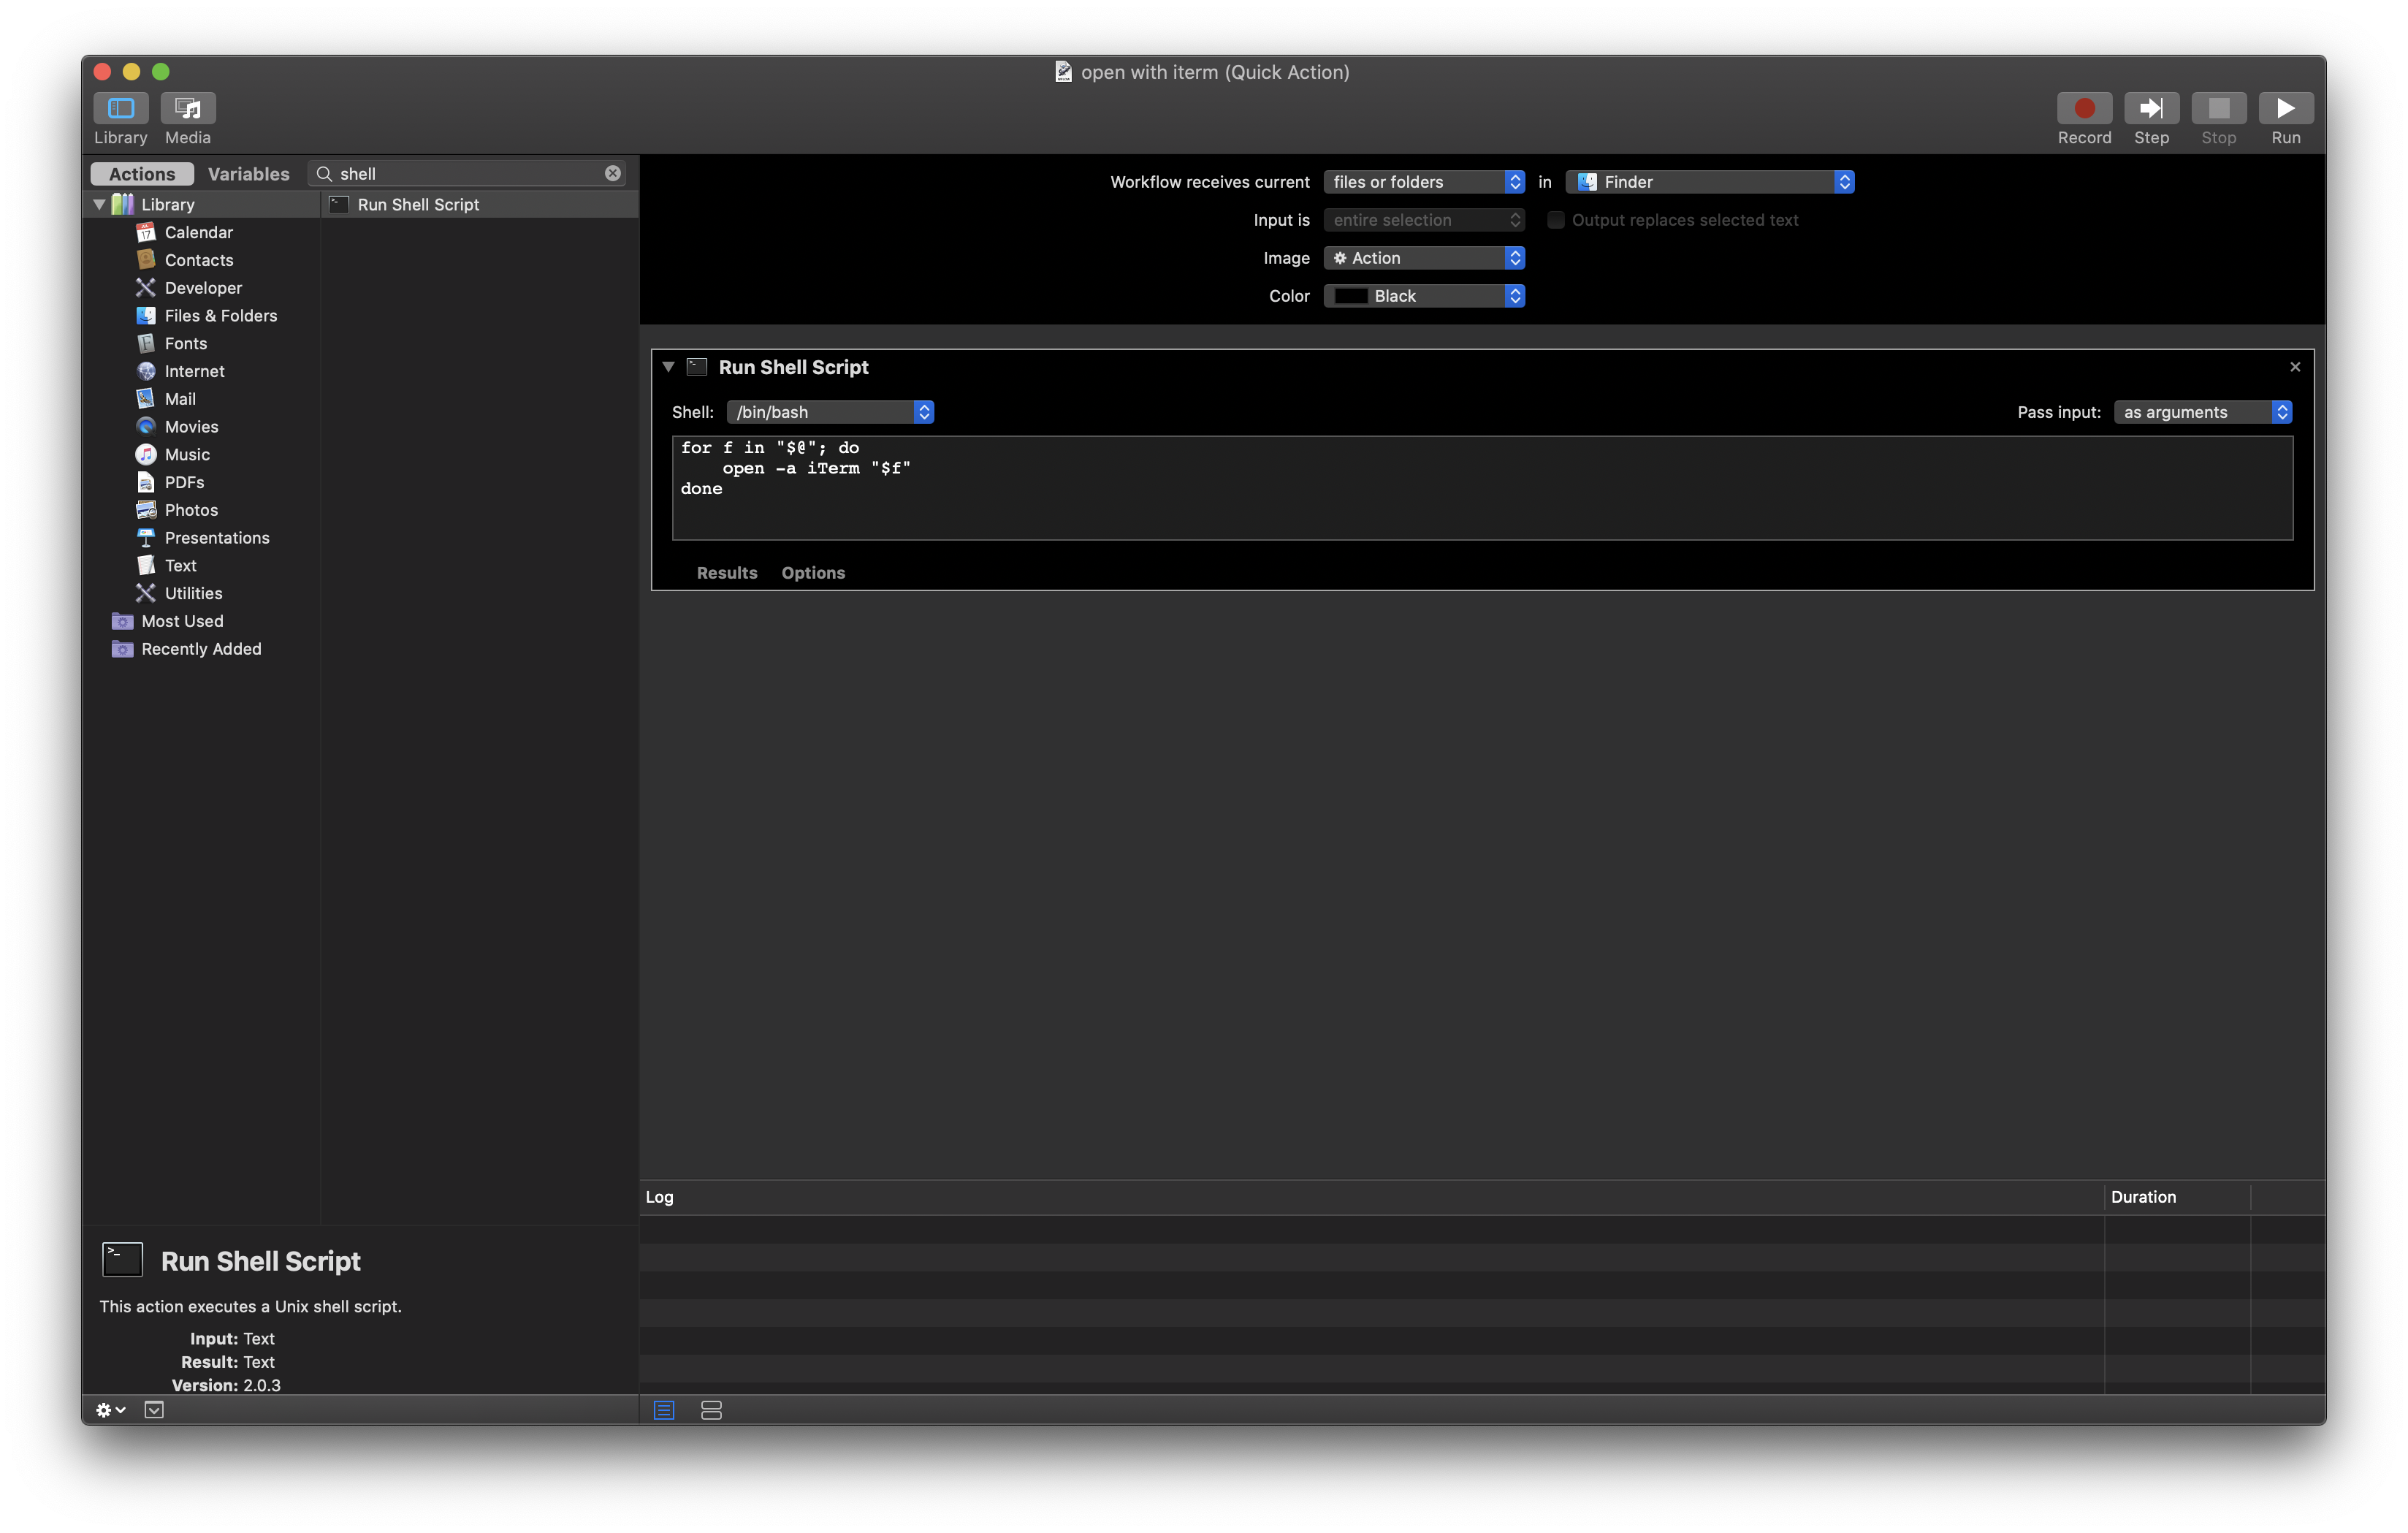 open with iterm (Quick Action)
Library
Media
Record
Step
Stop
Run
Actions
Variables
shell
Library
Calendar
Contacts
Developer
Files & Folders
Fonts
Internet
Mail
Movies
Music
PDFs
Photos
Presentations
Text
Utilities
Most Used
Recently Added
Run Shell Script
Workflow receives current files or folders in Finder
Input is entire selection Output replaces selected text
Image Action
Color Black
Run Shell Script
Shell: /bin/bash Pass input: as arguments
for f in "$@"; do
    open -a iTerm "$f"
done
Results Options
Log Duration
Run Shell Script
This action executes a Unix shell script.
Input: Text
Result: Text
Version: 2.0.3